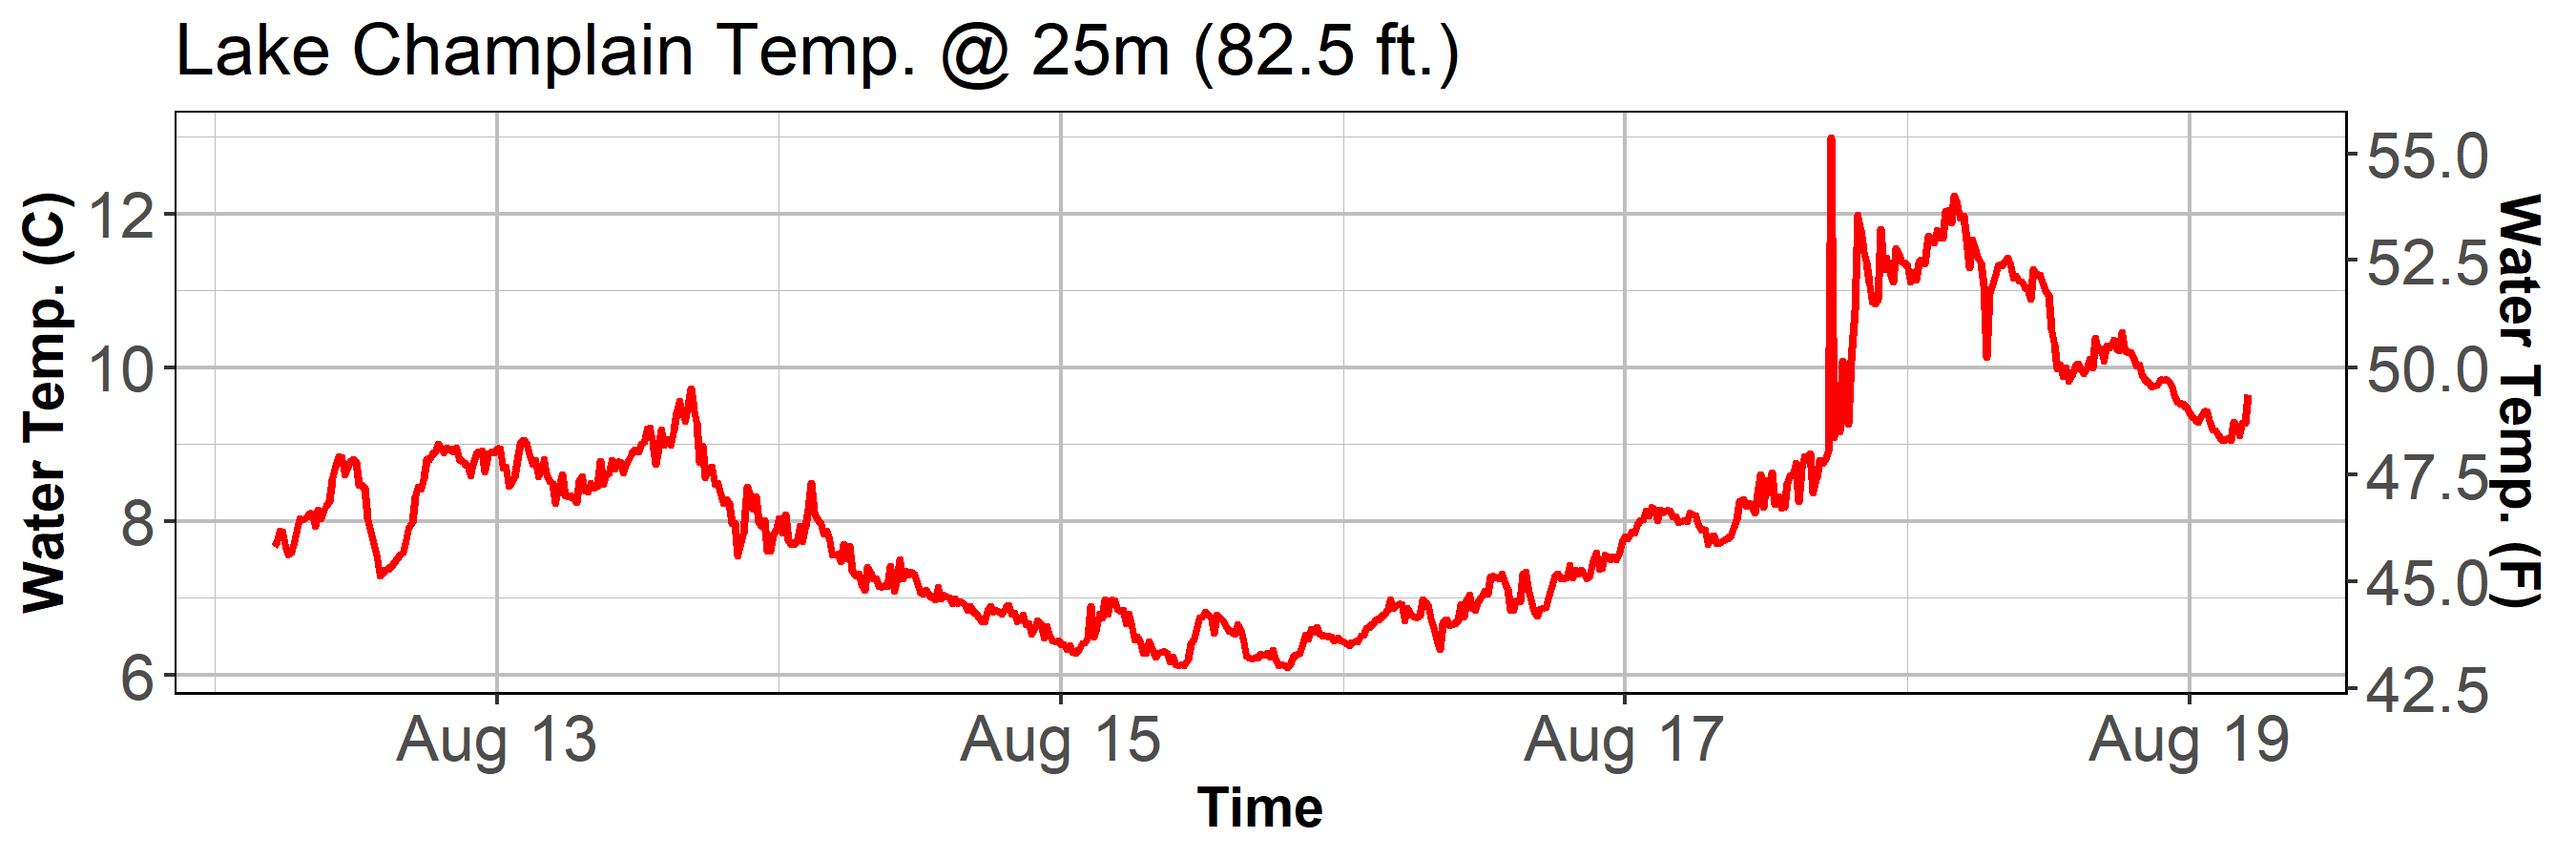 Lake Champlain Temp. @ 25m (82.5 ft.)
Water Temp. (C)
12
10
8
6
55.0
52.5
50.0
47.5
45.0
42.5
Water Temp. (F)
Aug 13
Aug 15
Aug 17
Aug 19
Time